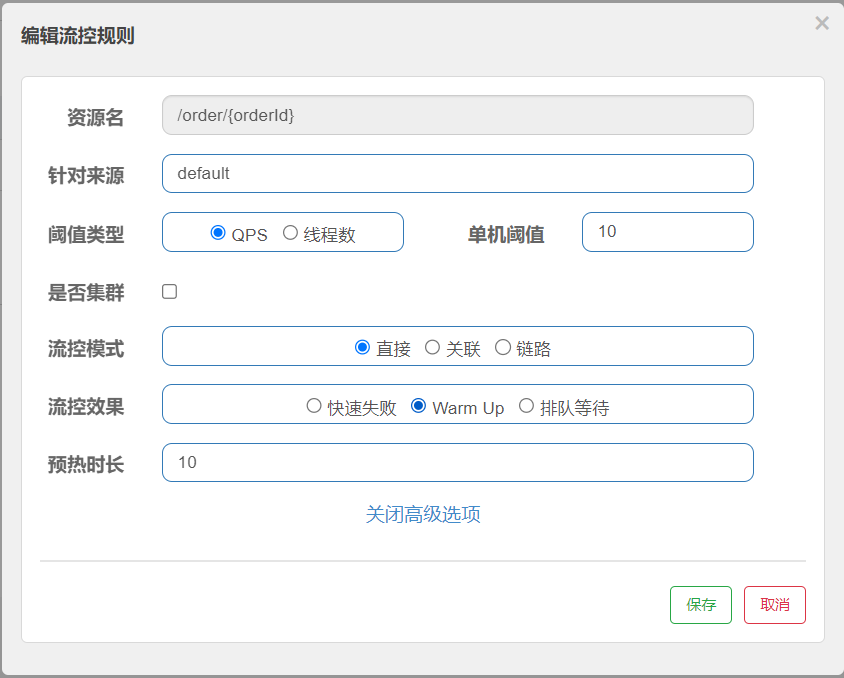 编辑流控规则 ×
资源名 /order/{orderId}
针对来源 default
阈值类型 QPS 线程数 单机阈值 10
是否集群
流控模式 直接 关联 链路
流控效果 快速失败 Warm Up 排队等待
预热时长 10
关闭高级选项
保存 取消